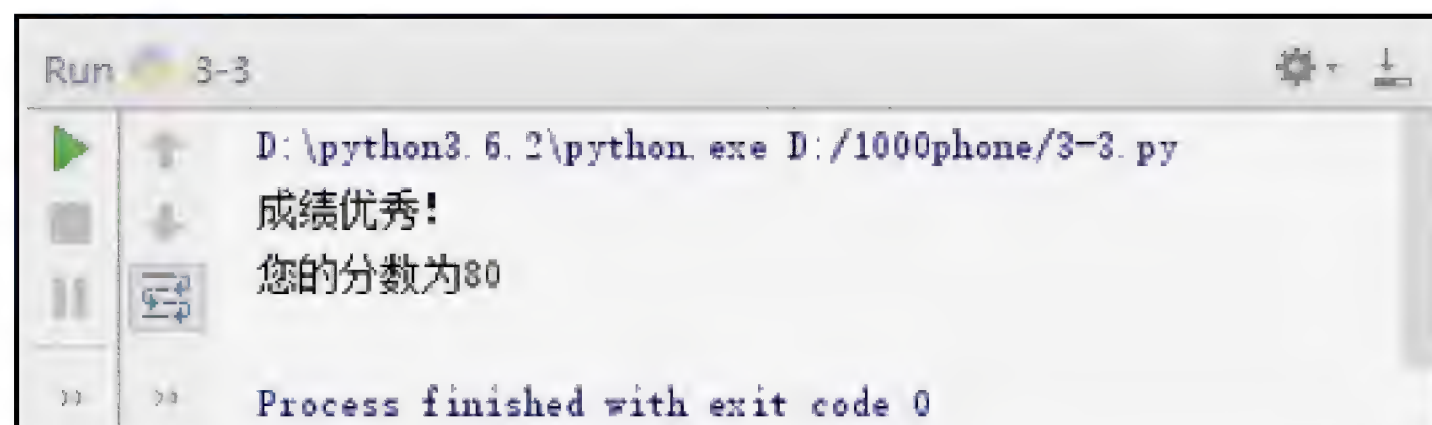 Run 3-3
D:\python3.6.2\python.exe D:/1000phone/3-3.py
成绩优秀!
您的分数为80
Process finished with exit code 0